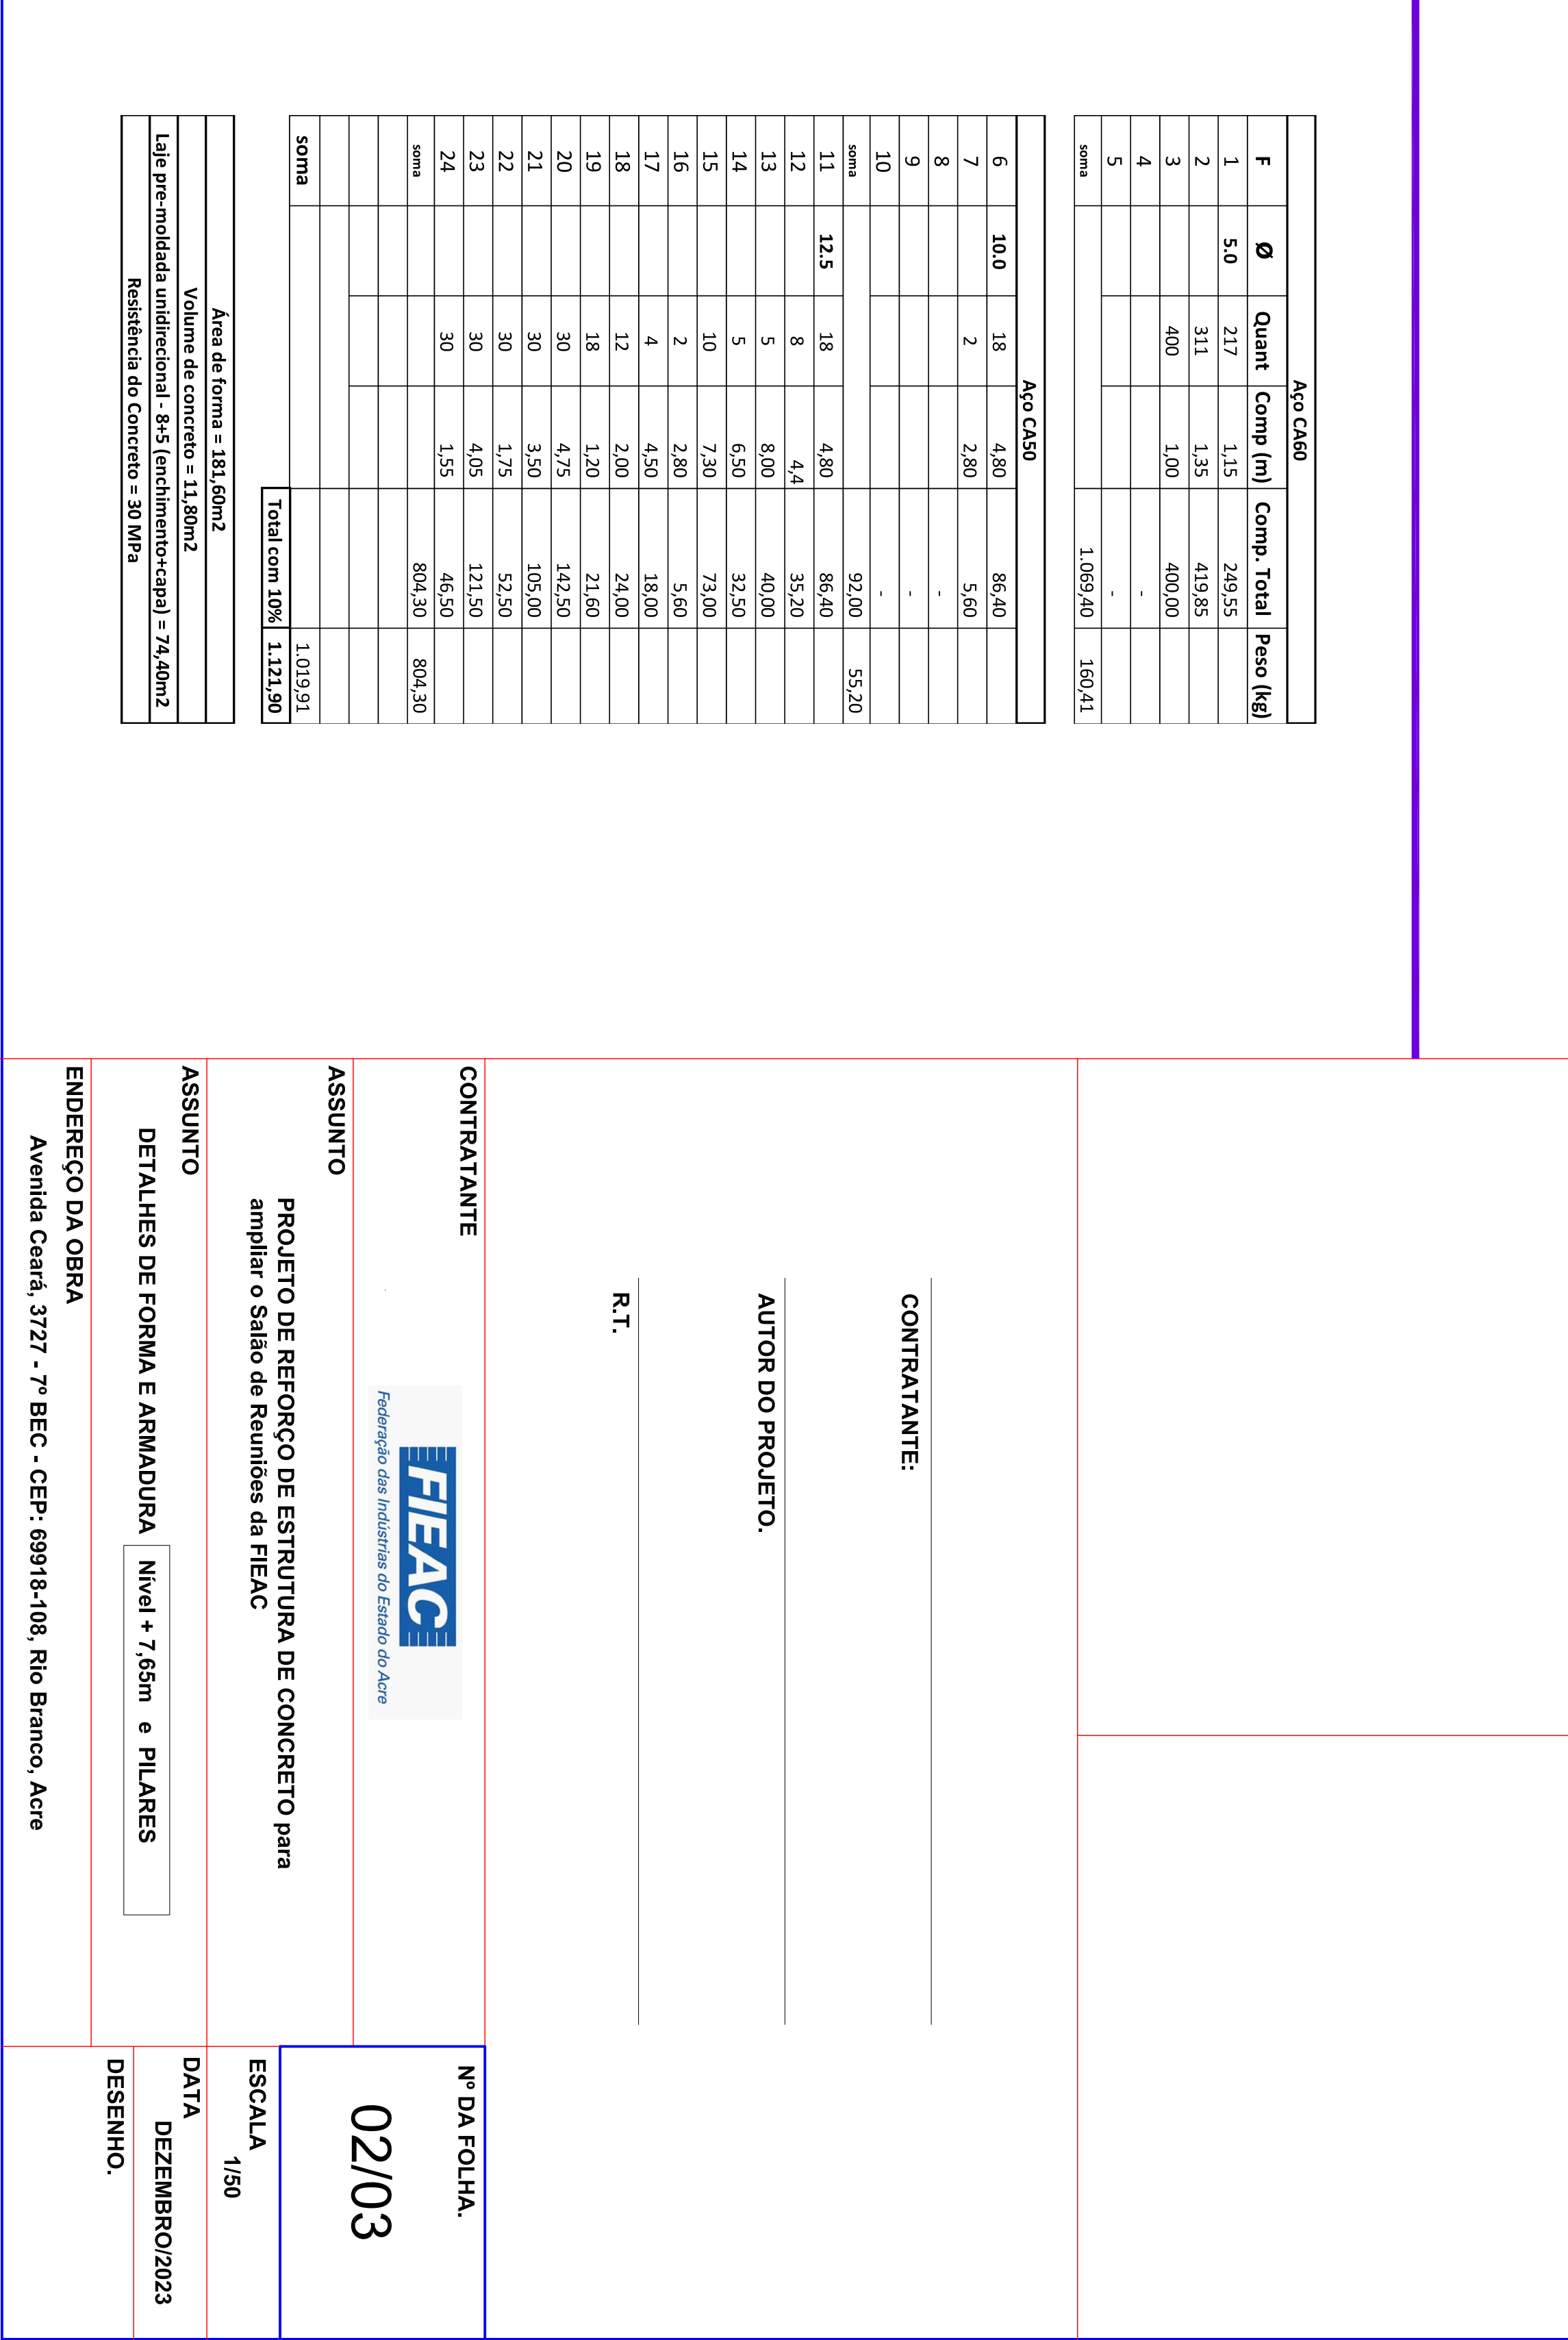 Aço CA60
F Ø Quant Comp (m) Comp. Total Peso (kg)
1 5.0 217 1,15 249,55
2 311 1,35 419,85
3 400 1,00 400,00
4 -
5 -
soma 1.069,40 160,41
Aço CA50
6 10.0 18 4,80 86,40
7 2 2,80 5,60
8 -
9 -
10 -
soma 92,00 55,20
11 12.5 18 4,80 86,40
12 8 4,4 35,20
13 5 8,00 40,00
14 5 6,50 32,50
15 10 7,30 73,00
16 2 2,80 5,60
17 4 4,50 18,00
18 12 2,00 24,00
19 18 1,20 21,60
20 30 4,75 142,50
21 30 3,50 105,00
22 30 1,75 52,50
23 30 4,05 121,50
24 30 1,55 46,50
soma 804,30 804,30
soma 1.019,91
Total com 10% 1.121,90
Área de forma = 181,60m2
Volume de concreto = 11,80m2
Laje pre-moldada unidirecional - 8+5 (enchimento+capa) = 74,40m2
Resistência do Concreto = 30 MPa
CONTRATANTE:
AUTOR DO PROJETO.
R.T.
CONTRATANTE
FIEAC
Federação das Indústrias do Estado do Acre
ASSUNTO
PROJETO DE REFORÇO DE ESTRUTURA DE CONCRETO para
ampliar o Salão de Reuniões da FIEAC
ASSUNTO
DETALHES DE FORMA E ARMADURA Nível + 7,65m e PILARES
ENDEREÇO DA OBRA
Avenida Ceará, 3727 - 7º BEC - CEP: 69918-108, Rio Branco, Acre
Nº DA FOLHA.
02/03
ESCALA
1/50
DATA
DEZEMBRO/2023
DESENHO.